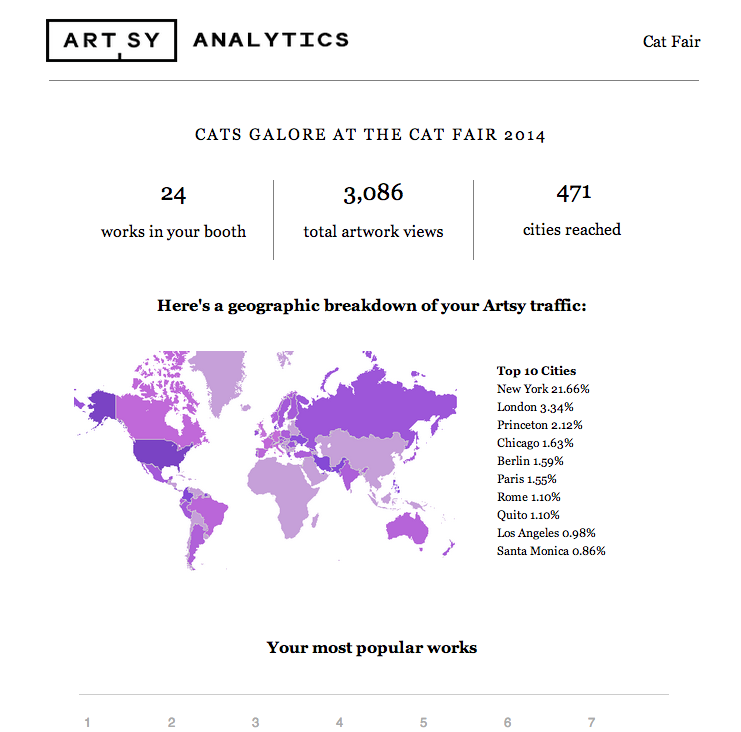 ARTSY ANALYTICS
Cat Fair
CATS GALORE AT THE CAT FAIR 2014
24
works in your booth
3,086
total artwork views
471
cities reached
Here's a geographic breakdown of your Artsy traffic:
Top 10 Cities
New York 21.66%
London 3.34%
Princeton 2.12%
Chicago 1.63%
Berlin 1.59%
Paris 1.55%
Rome 1.10%
Quito 1.10%
Los Angeles 0.98%
Santa Monica 0.86%
Your most popular works
1 2 3 4 5 6 7